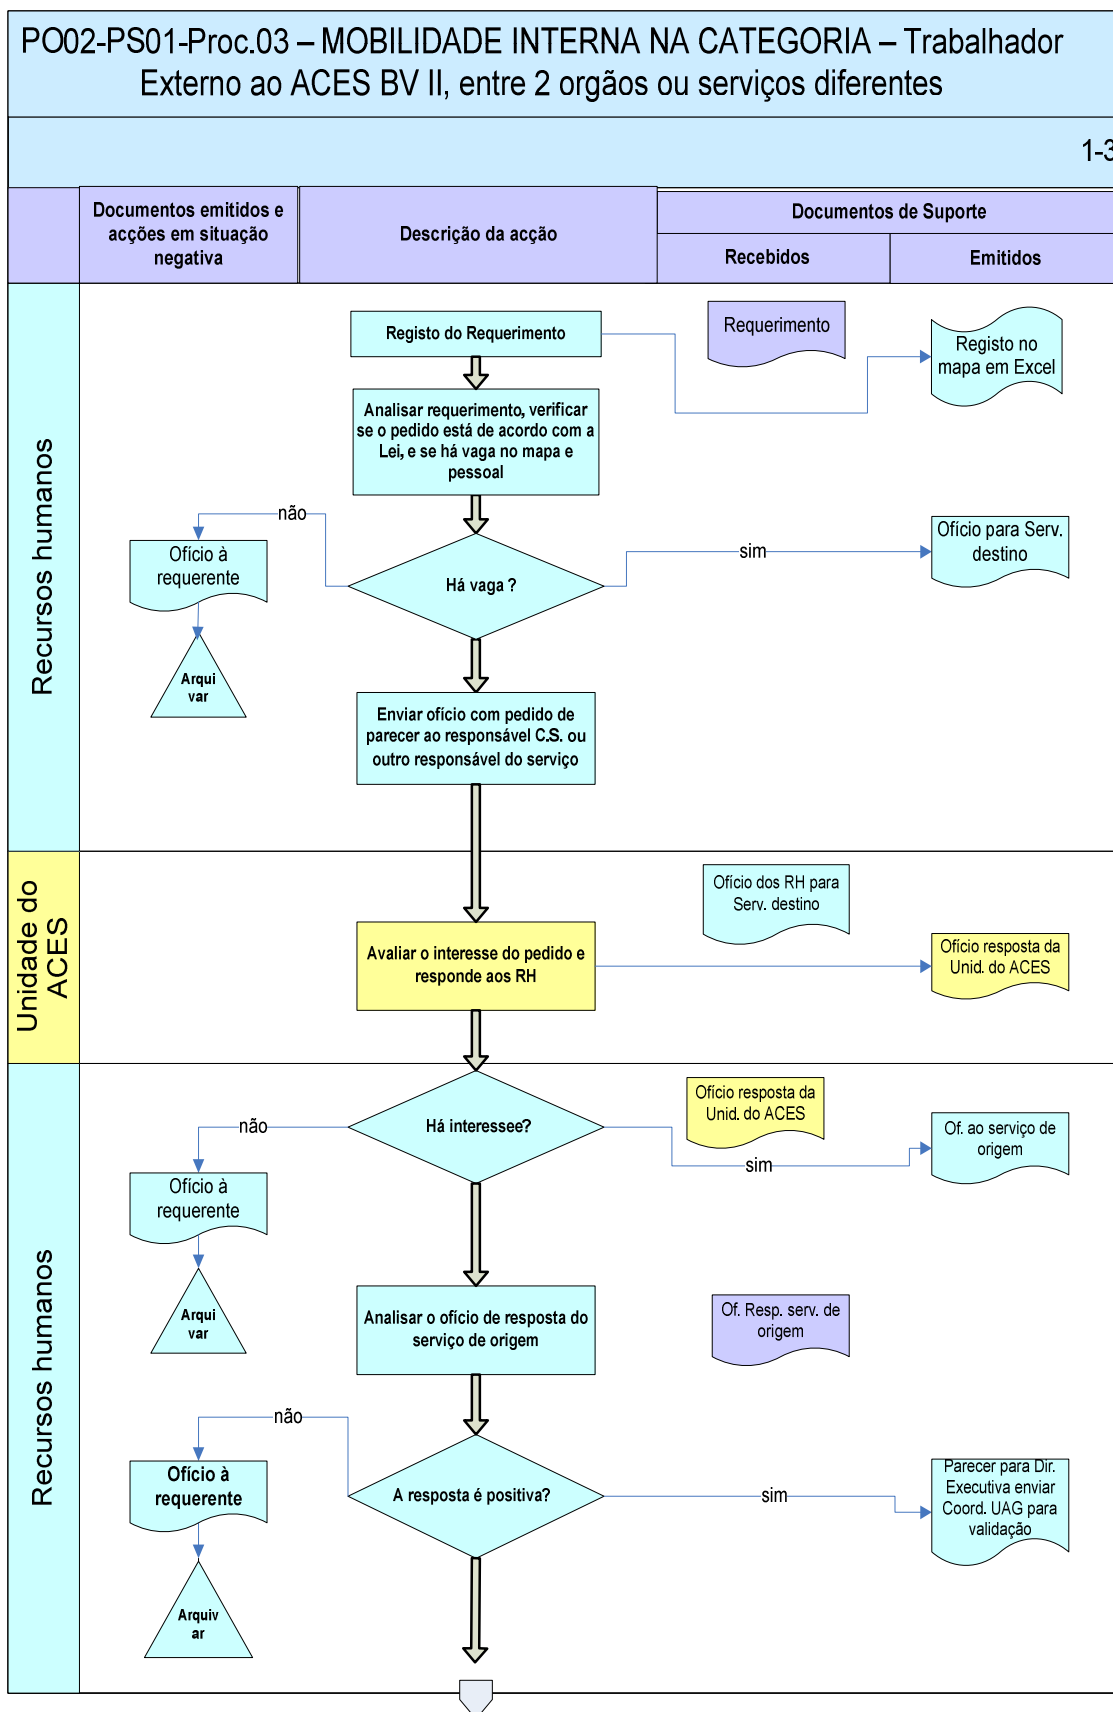 PO02-PS01-Proc.03 – MOBILIDADE INTERNA NA CATEGORIA – Trabalhador
Externo ao ACES BV II, entre 2 orgãos ou serviços diferentes
1-3
Documentos emitidos e
acções em situação
negativa
Descrição da acção
Documentos de Suporte
Recebidos
Emitidos
Recursos humanos
Registo do Requerimento
Requerimento
Registo no
mapa em Excel
Analisar requerimento, verificar
se o pedido está de acordo com a
Lei, e se há vaga no mapa e
pessoal
não
Ofício à
requerente
Há vaga ?
sim
Ofício para Serv.
destino
Arqui
var
Enviar ofício com pedido de
parecer ao responsável C.S. ou
outro responsável do serviço
Unidade do
ACES
Ofício dos RH para
Serv. destino
Avaliar o interesse do pedido e
responde aos RH
Ofício resposta da
Unid. do ACES
Recursos humanos
não
Há interessee?
Ofício resposta da
Unid. do ACES
sim
Of. ao serviço de
origem
Ofício à
requerente
Arqui
var
Analisar o ofício de resposta do
serviço de origem
Of. Resp. serv. de
origem
não
Ofício à
requerente
A resposta é positiva?
sim
Parecer para Dir.
Executiva enviar
Coord. UAG para
validação
Arquiv
ar